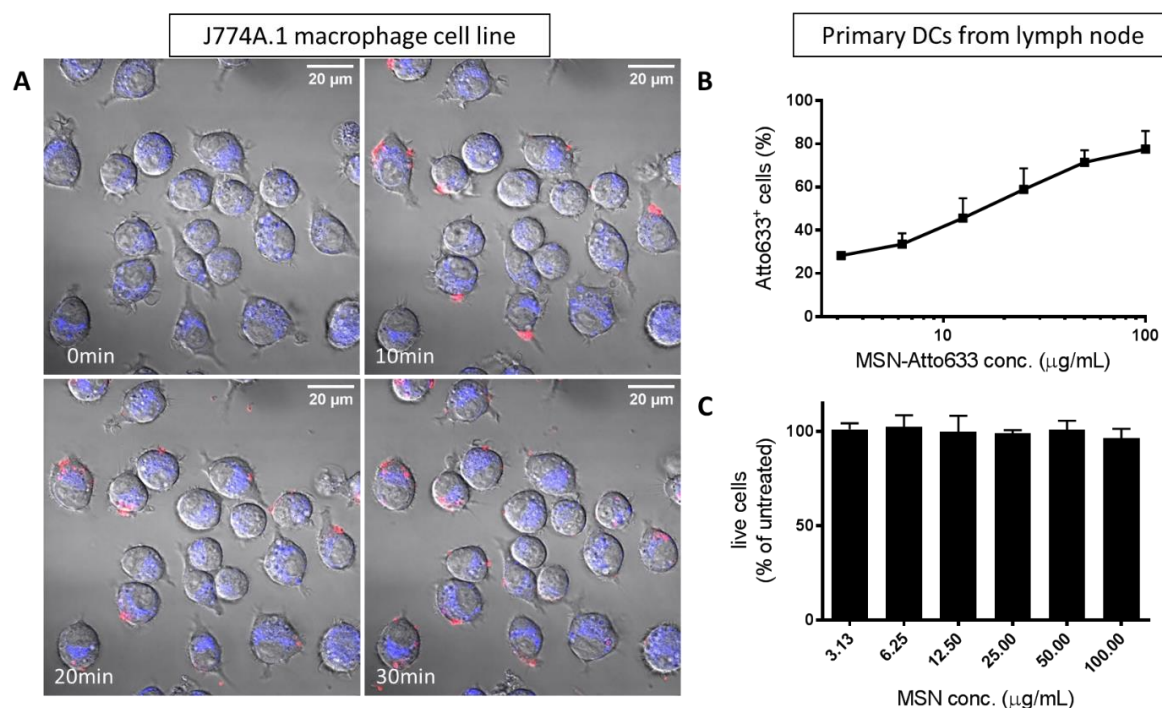 J774A.1 macrophage cell line
Primary DCs from lymph node
A
20 µm
20 µm
0min
10min
20 µm
20 µm
20min
30min
B
100
80
60
40
20
0
Atto633⁺ cells (%)
10
100
MSN-Atto633 conc. (µg/mL)
C
100
50
0
live cells
(% of untreated)
3.13
6.25
12.50
25.00
50.00
100.00
MSN conc. (µg/mL)